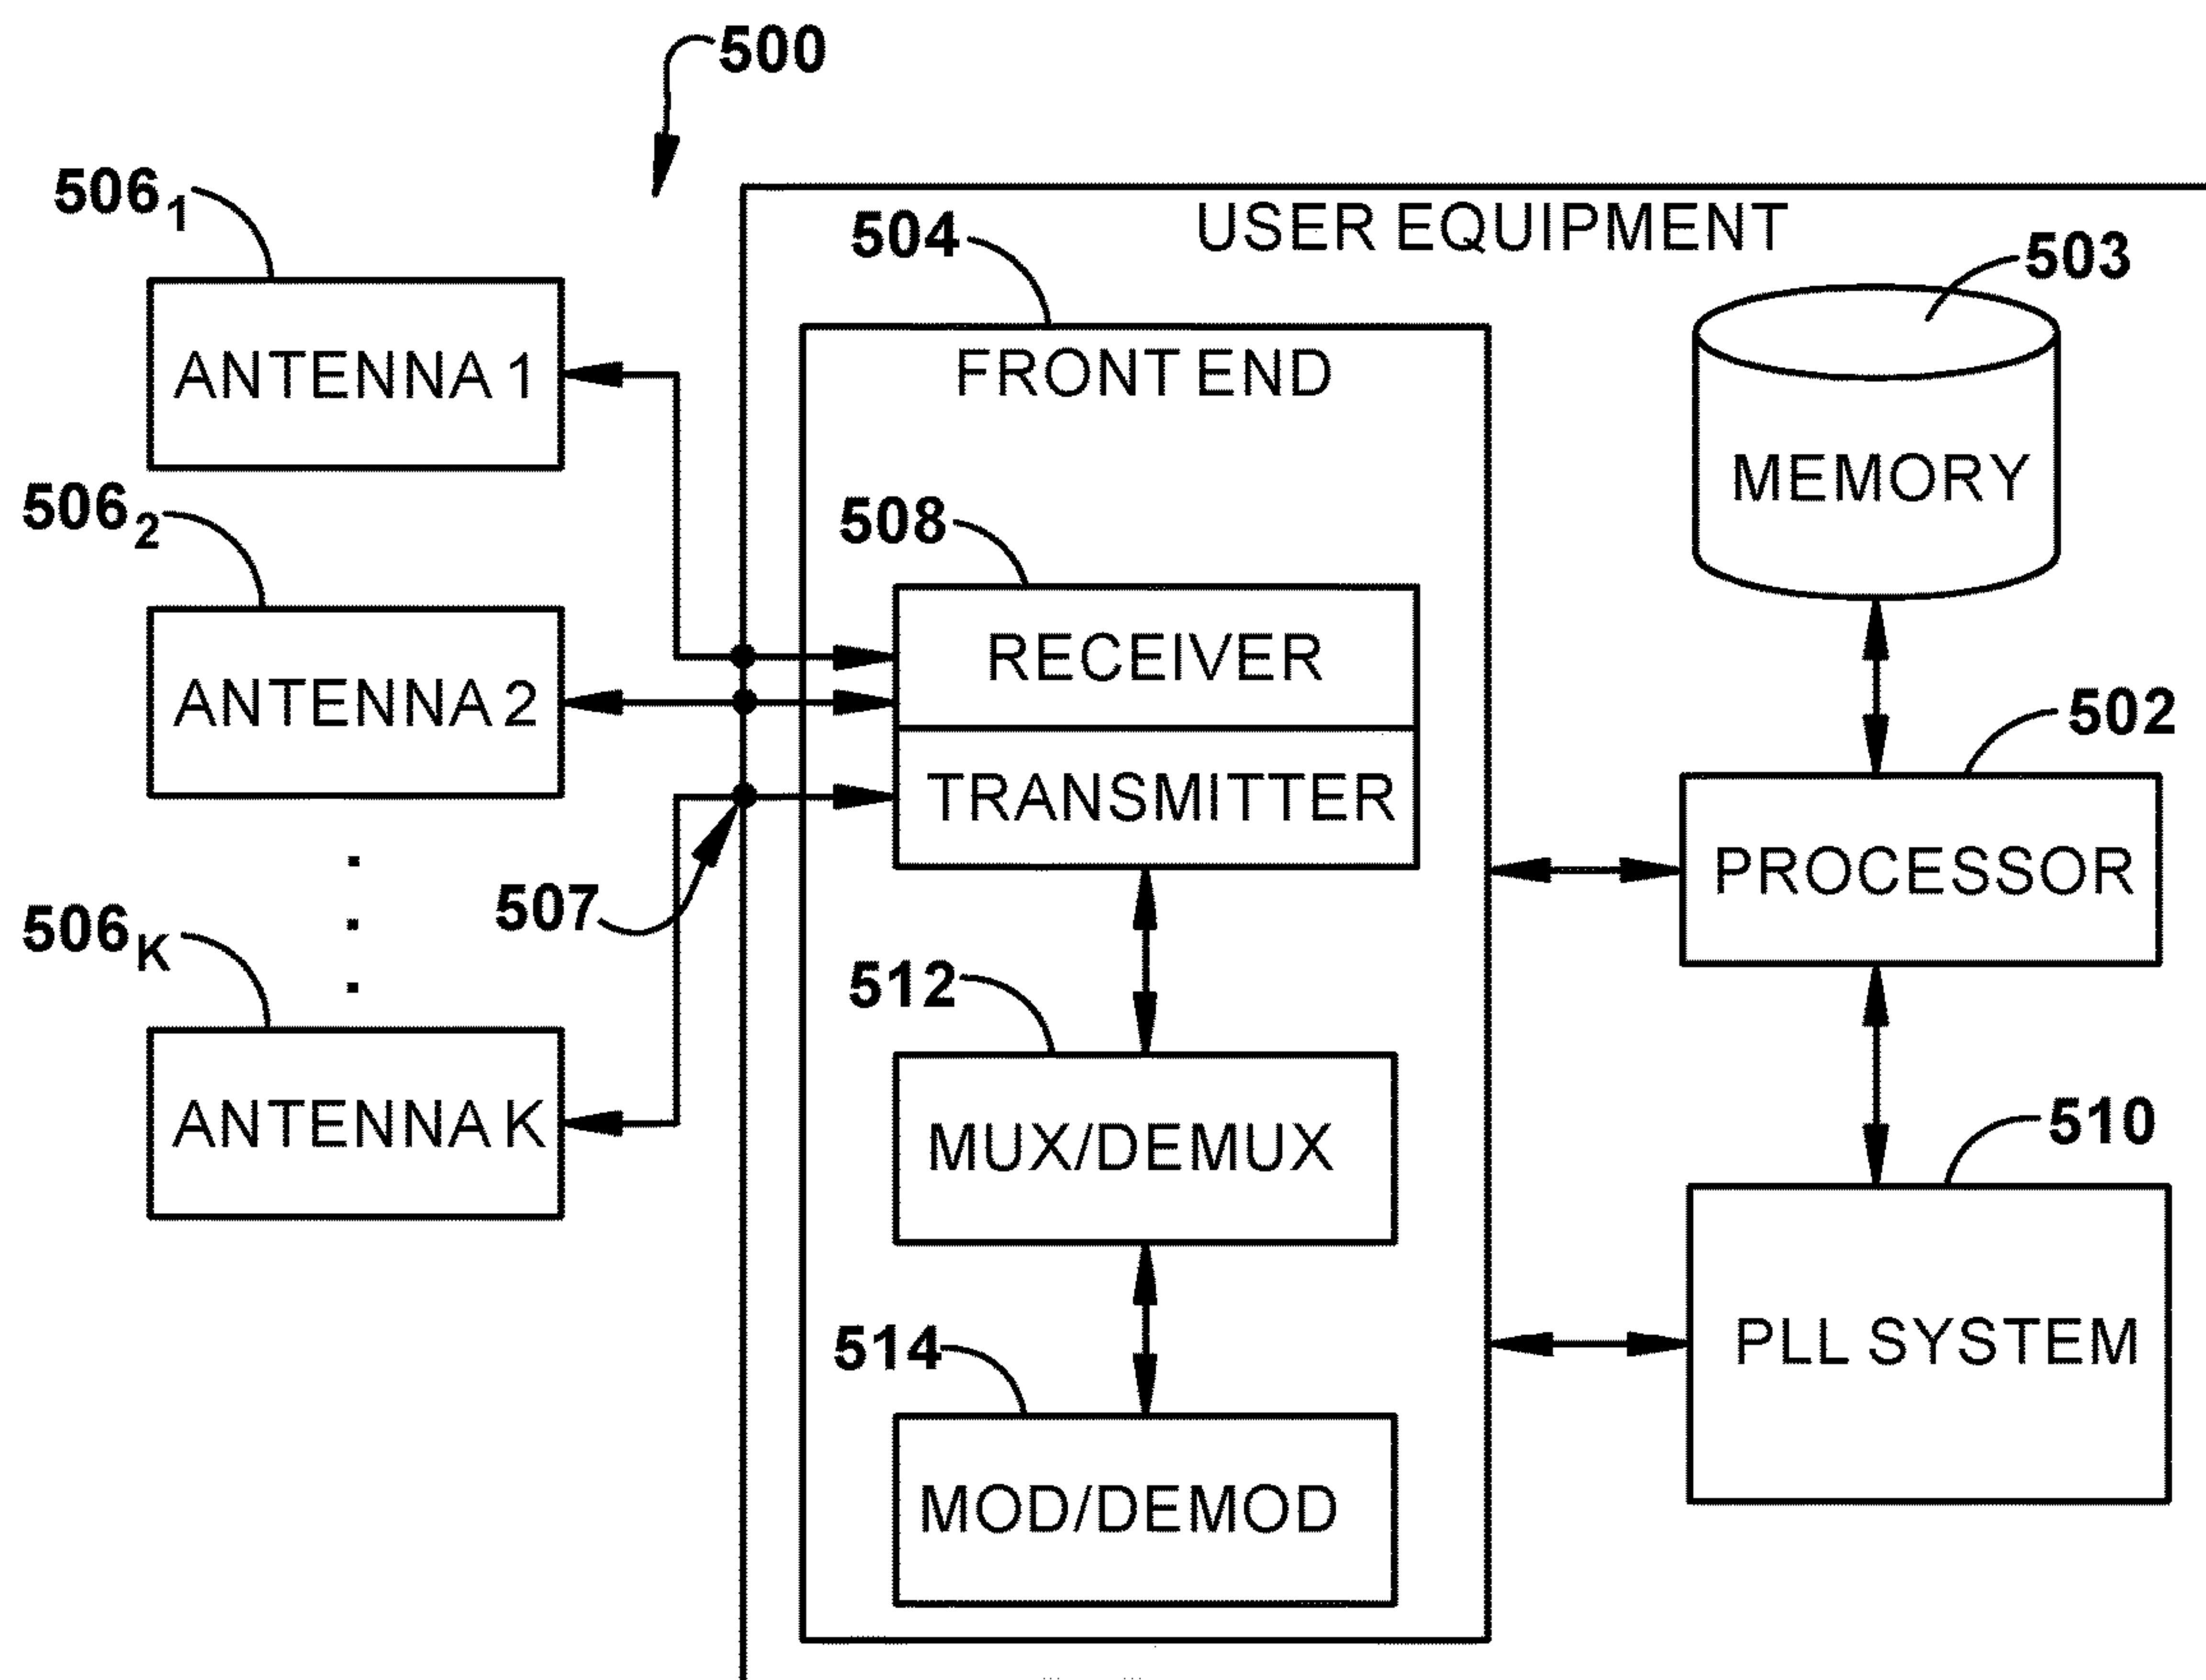 500
506₁
504
USER EQUIPMENT
503
ANTENNA 1
FRONT END
MEMORY
506₂
508
RECEIVER
ANTENNA 2
502
TRANSMITTER
PROCESSOR
507
506K
512
ANTENNA K
MUX/DEMUX
510
514
PLL SYSTEM
MOD/DEMOD